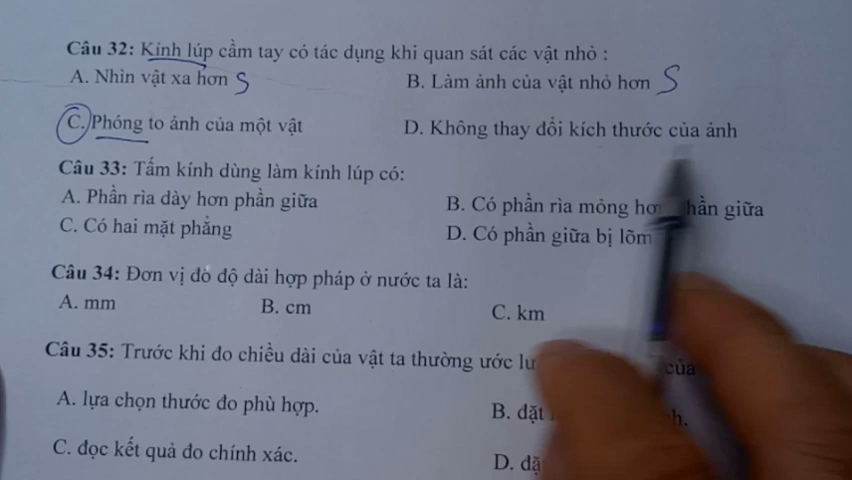 Câu 32: Kính lúp cầm tay có tác dụng khi quan sát các vật nhỏ :
A. Nhìn vật xa hơn S B. Làm ảnh của vật nhỏ hơn S
C. Phóng to ảnh của một vật D. Không thay đổi kích thước của ảnh
Câu 33: Tấm kính dùng làm kính lúp có:
A. Phần rìa dày hơn phần giữa B. Có phần rìa mỏng giữa
C. Có hai mặt phẳng D. Có phần giữa bị lõm
Câu 34: Đơn vị đo độ dài hợp pháp ở nước ta là:
A. mm B. cm C. km
Câu 35: Trước khi đo chiều dài của vật ta thường ước của
A. lựa chọn thước đo phù hợp. B. đặt
C. đọc kết quả đo chính xác. D.